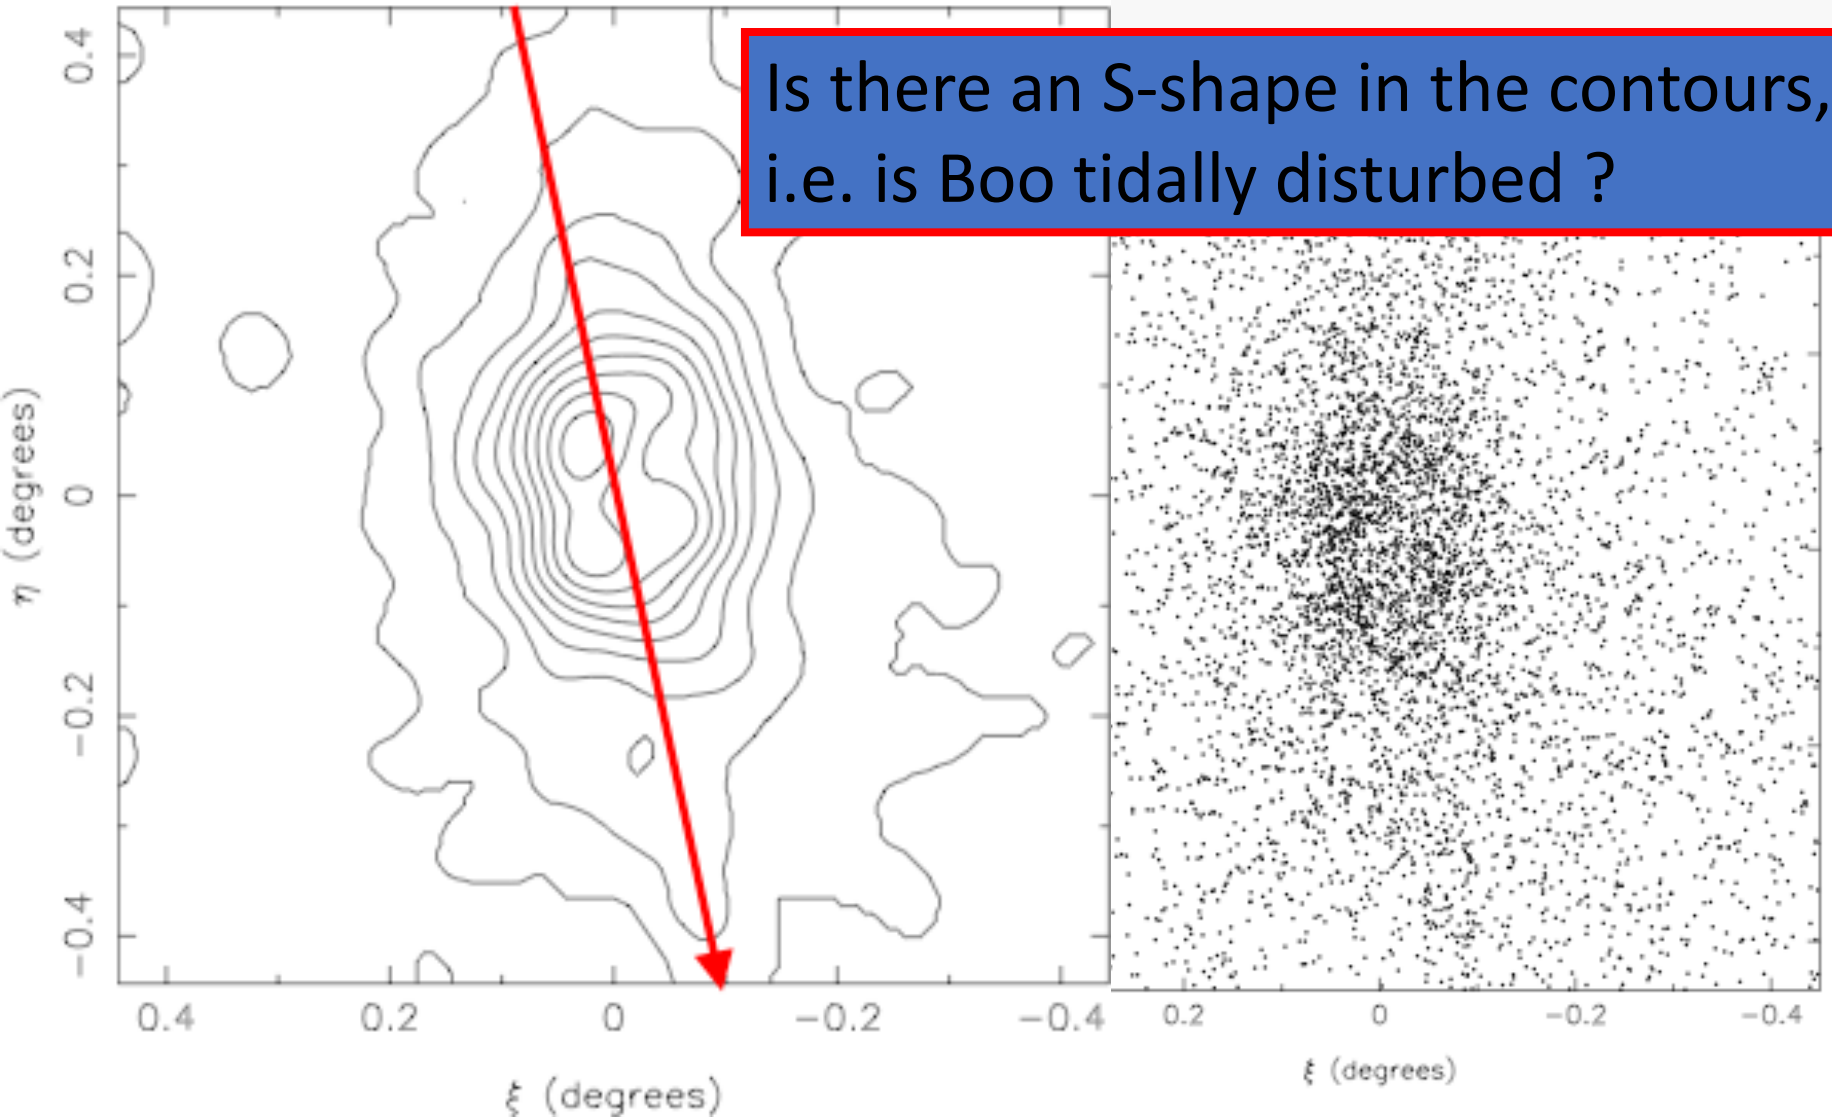 Is there an S-shape in the contours,
i.e. is Boo tidally disturbed ?
0.4
0.2
0
−0.2
−0.4
η (degrees)
0.4
0.2
0
−0.2
−0.4
ξ (degrees)
0.2
0
−0.2
−0.4
ξ (degrees)